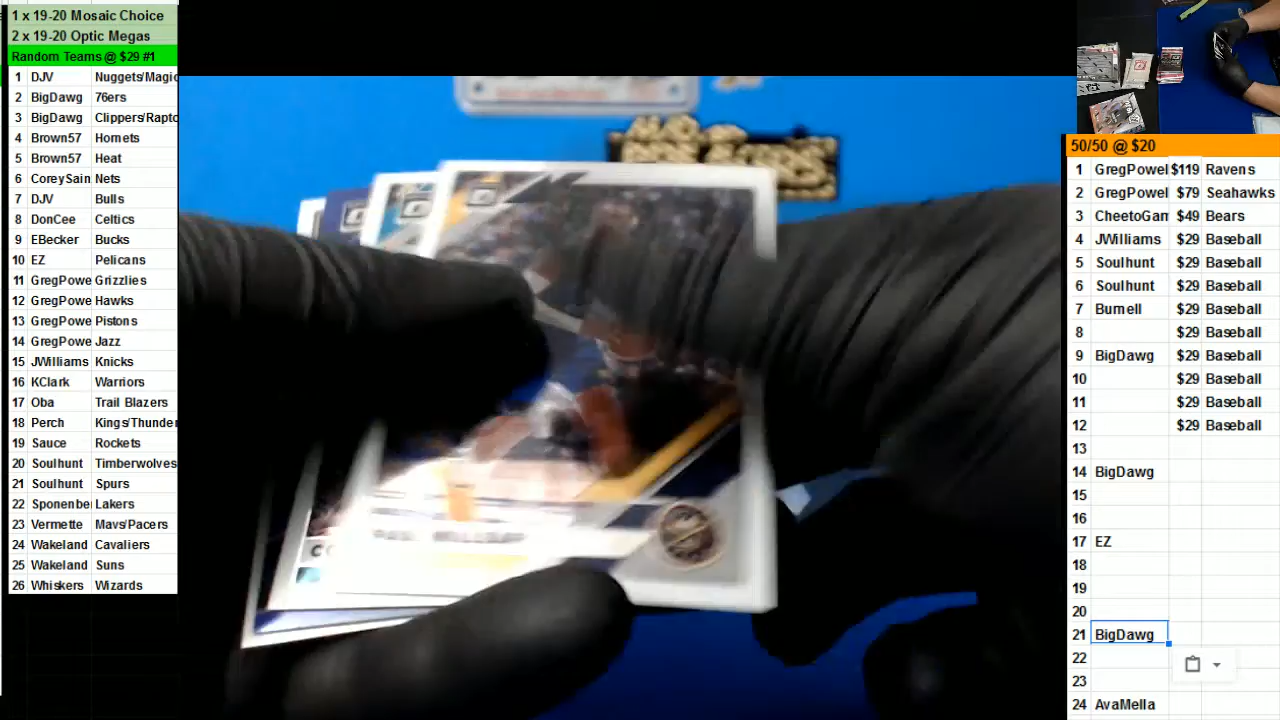 1 x 19-20 Mosaic Choice
2 x 19-20 Optic Megas
Random Teams @ $29 #1
1 DJV Nuggets/Magic
2 BigDawg 76ers
3 BigDawg Clippers/Rapto
4 Brown57 Hornets
5 Brown57 Heat
6 CoreySain Nets
7 DJV Bulls
8 DonCee Celtics
9 EBecker Bucks
10 EZ Pelicans
11 GregPowe Grizzlies
12 GregPowe Hawks
13 GregPowe Pistons
14 GregPowe Jazz
15 JWilliams Knicks
16 KClark Warriors
17 Oba Trail Blazers
18 Perch Kings/Thunder
19 Sauce Rockets
20 Soulhunt Timberwolves
21 Soulhunt Spurs
22 Sponenbe Lakers
23 Vermette Mavs/Pacers
24 Wakeland Cavaliers
25 Wakeland Suns
26 Whiskers Wizards
50/50 @ $20
1 GregPowel $119 Ravens
2 GregPowel $79 Seahawks
3 CheetoGam $49 Bears
4 JWilliams $29 Baseball
5 Soulhunt $29 Baseball
6 Soulhunt $29 Baseball
7 Burnell $29 Baseball
8 $29 Baseball
9 BigDawg $29 Baseball
10 $29 Baseball
11 $29 Baseball
12 $29 Baseball
13
14 BigDawg
15
16
17 EZ
18
19
20
21 BigDawg
22
23
24 AvaMella